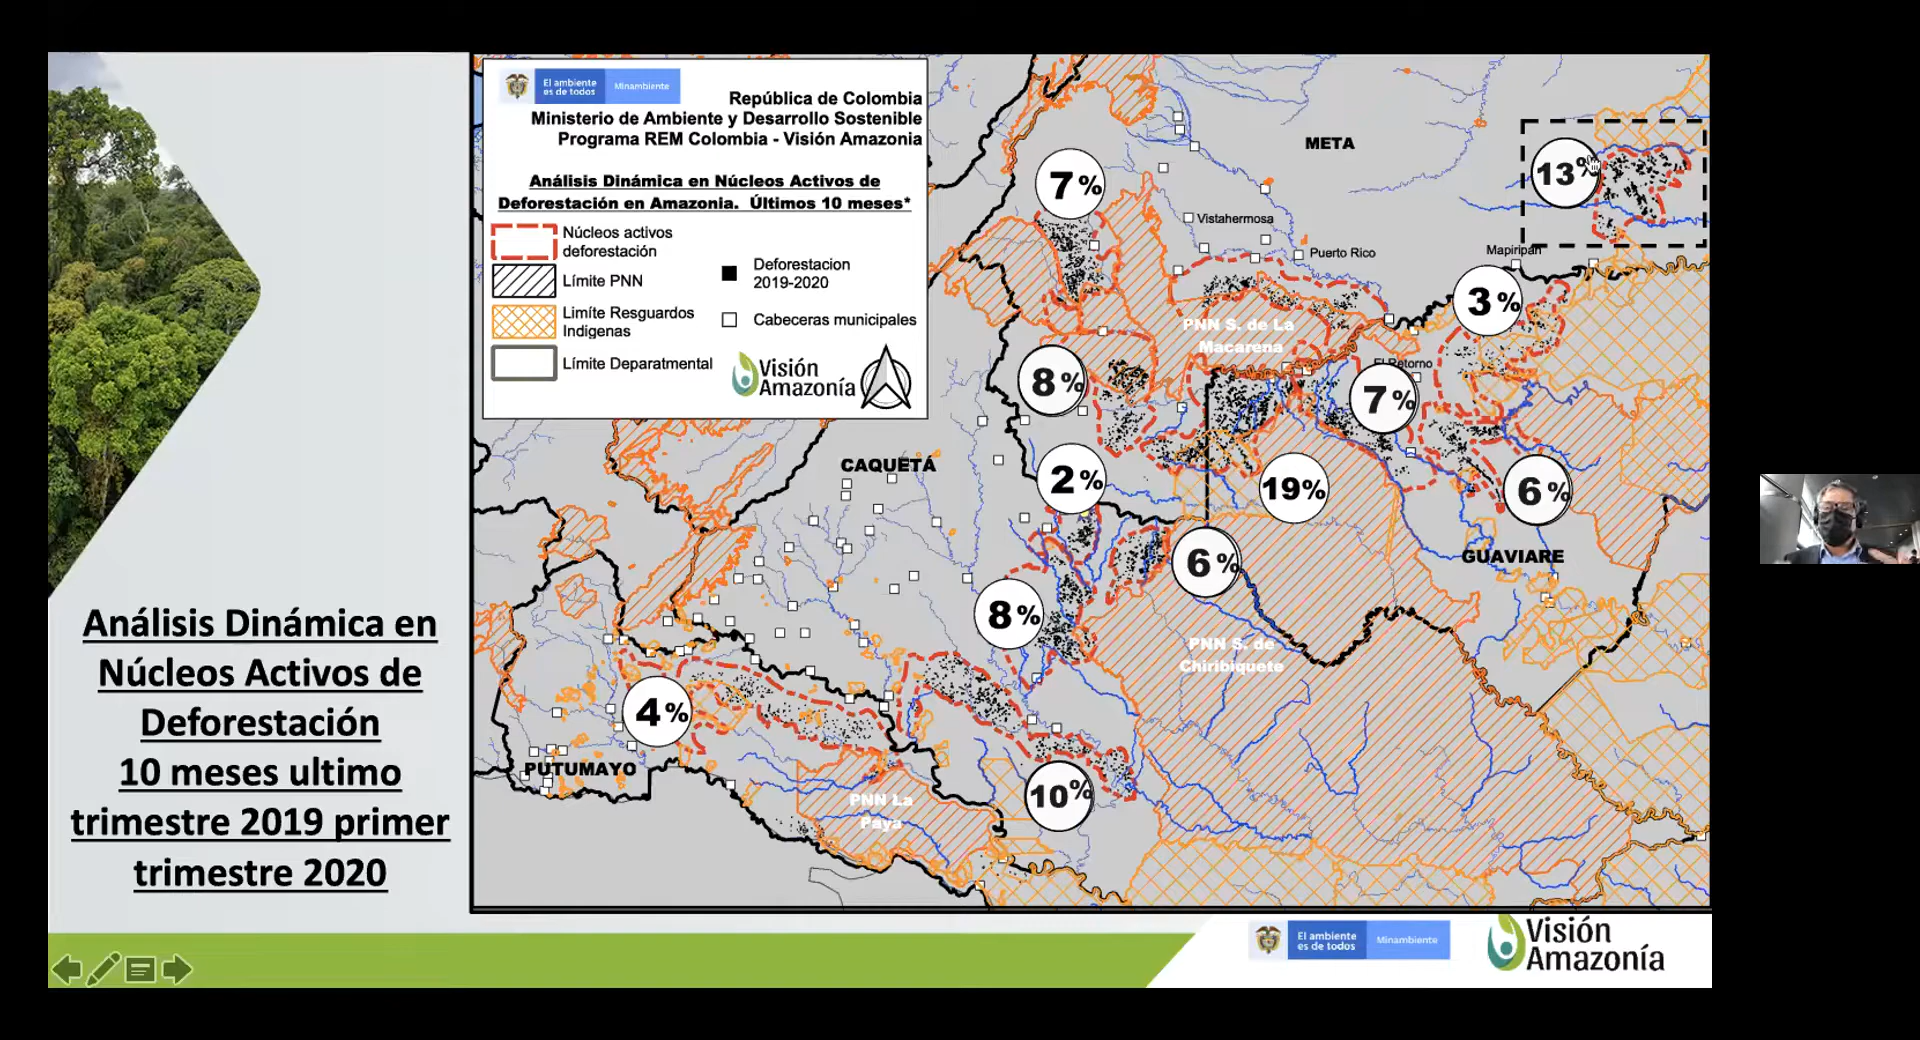 El ambiente
es de todos
Minambiente
República de Colombia
Ministerio de Ambiente y Desarrollo Sostenible
Programa REM Colombia - Visión Amazonia
Análisis Dinámica en Núcleos Activos de
Deforestación en Amazonia. Últimos 10 meses*
Núcleos activos
deforestación
Límite PNN
Limíte Resguardos
Indigenas
Límite Deparatmental
Deforestacion
2019-2020
Cabeceras municipales
Visión
Amazonía
META
13%
7%
Vistahermosa
Puerto Rico
Mapiripán
3%
PNN S. de La
Macarena
El Retorno
8%
7%
CAQUETÁ
2%
19%
6%
GUAVIARE
6%
8%
PNN S. de
Chiribiquete
4%
PUTUMAYO
10%
PNN La
Paya
Análisis Dinámica en
Núcleos Activos de
Deforestación
10 meses ultimo
trimestre 2019 primer
trimestre 2020
El ambiente
es de todos
Minambiente
Visión
Amazonía